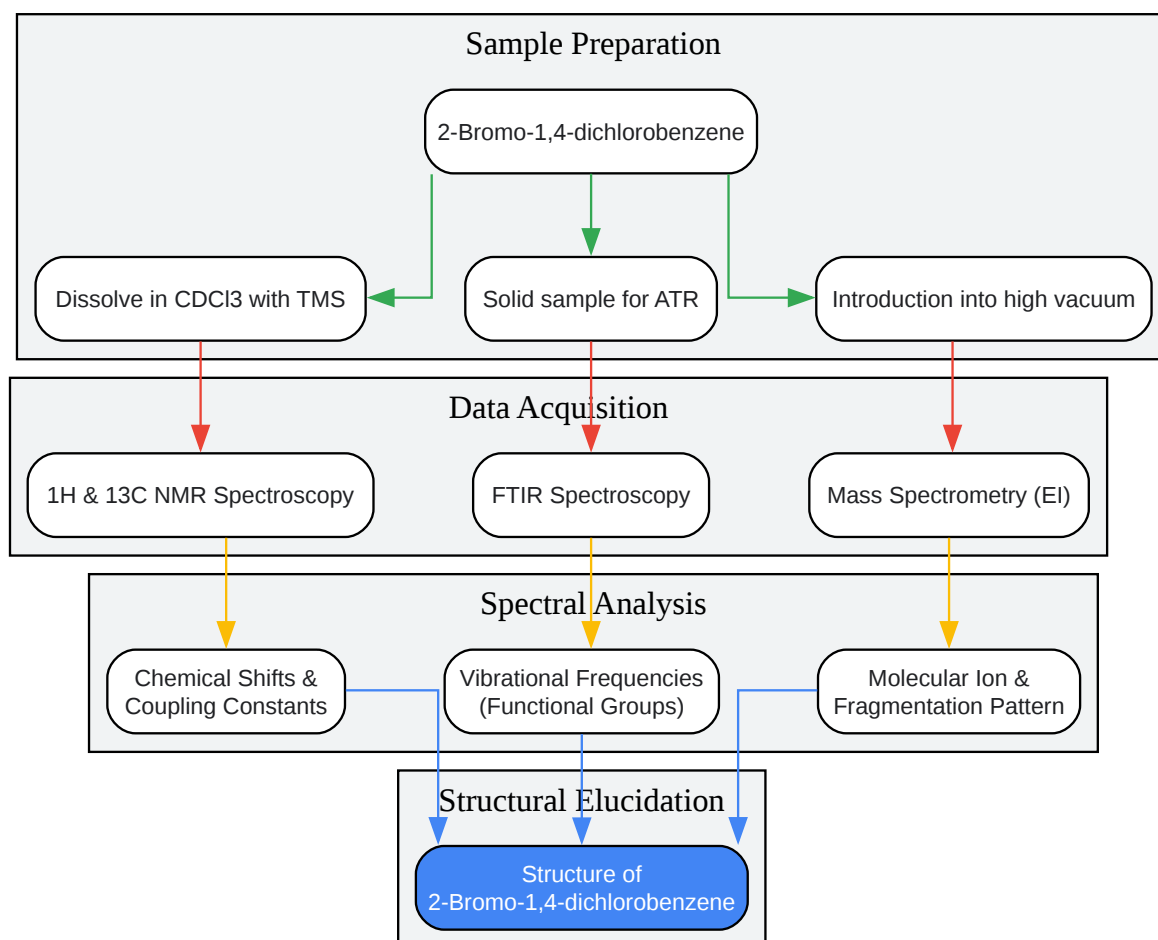 Sample Preparation
2-Bromo-1,4-dichlorobenzene
Dissolve in CDCl3 with TMS
Solid sample for ATR
Introduction into high vacuum
Data Acquisition
1H & 13C NMR Spectroscopy
FTIR Spectroscopy
Mass Spectrometry (EI)
Spectral Analysis
Chemical Shifts &
Coupling Constants
Vibrational Frequencies
(Functional Groups)
Molecular Ion &
Fragmentation Pattern
Structural Elucidation
Structure of
2-Bromo-1,4-dichlorobenzene